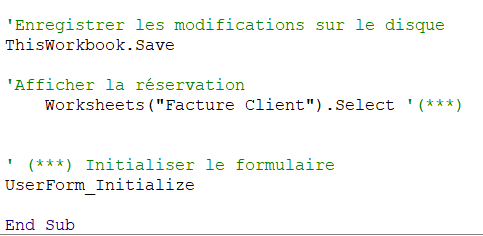 'Enregistrer les modifications sur le disque
ThisWorkbook.Save
'Afficher la réservation
Worksheets("Facture Client").Select '(***)
' (***) Initialiser le formulaire
UserForm_Initialize
End Sub